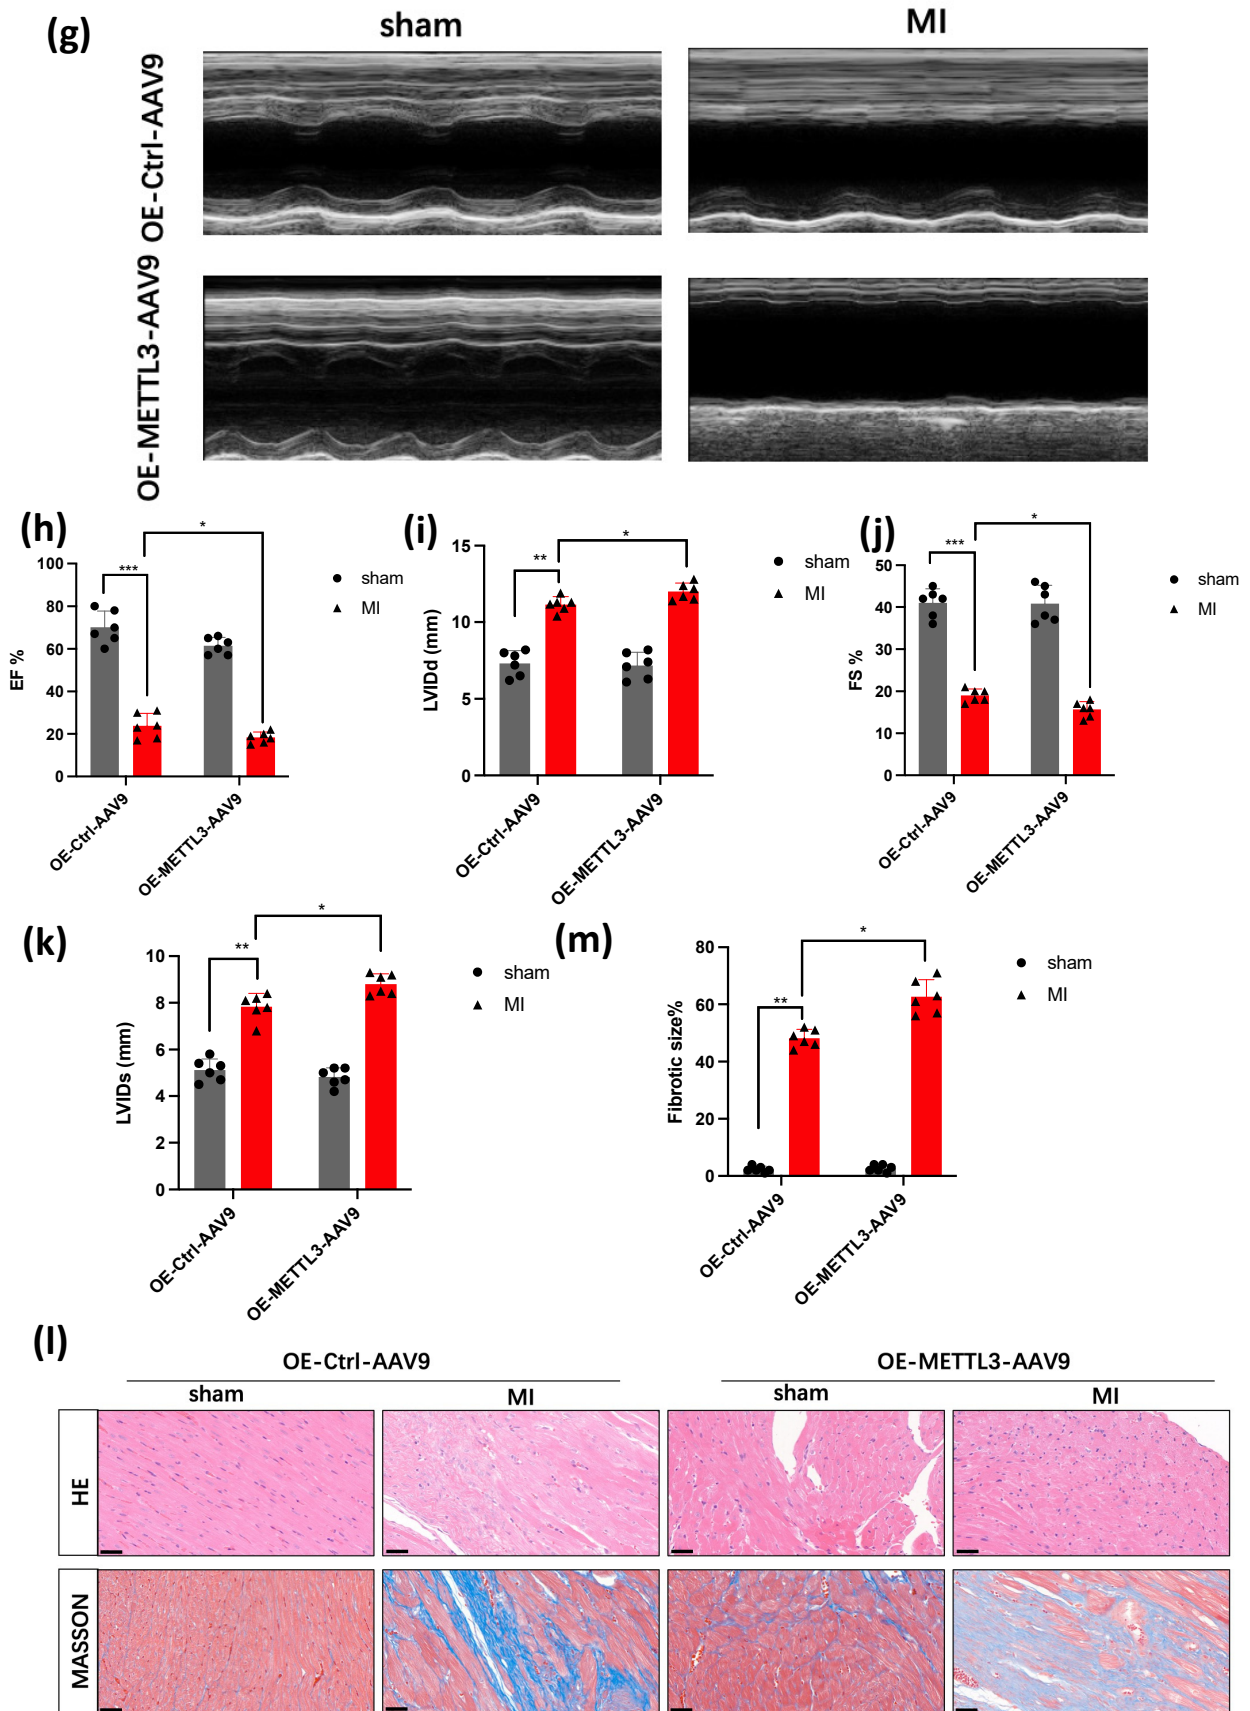 (g)
sham
MI
OE-Ctrl-AAV9
OE-METTL3-AAV9
(h)
*
***
100
80
60
40
20
0
EF %
sham
MI
OE-Ctrl-AAV9
OE-METTL3-AAV9
(i)
*
**
15
10
5
0
LVIDd (mm)
sham
MI
OE-Ctrl-AAV9
OE-METTL3-AAV9
(j)
*
***
50
40
30
20
10
0
FS %
sham
MI
OE-Ctrl-AAV9
OE-METTL3-AAV9
(k)
*
**
10
8
6
4
2
0
LVIDs (mm)
sham
MI
OE-Ctrl-AAV9
OE-METTL3-AAV9
(m)
*
**
80
60
40
20
0
Fibrotic size%
sham
MI
OE-Ctrl-AAV9
OE-METTL3-AAV9
(l)
OE-Ctrl-AAV9
OE-METTL3-AAV9
sham
MI
sham
MI
HE
MASSON